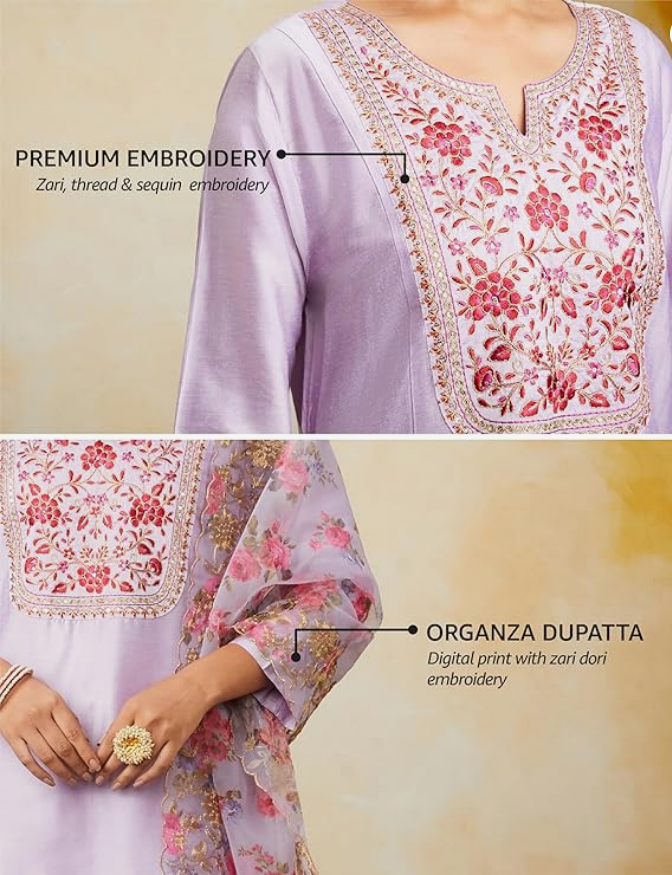 PREMIUM EMBROIDERY
Zari, thread & sequin embroidery
ORGANZA DUPATTA
Digital print with zari dori
embroidery